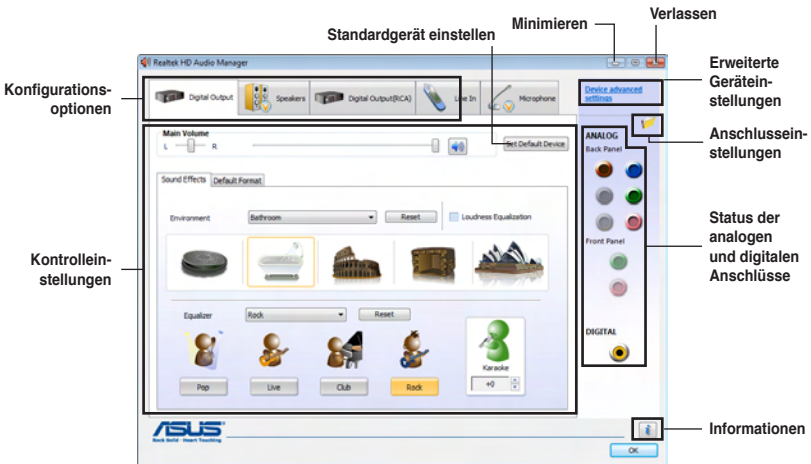 Minimieren
Verlassen
Standardgerät einstellen
Realtek HD Audio Manager
Konfigurations-
optionen
Digital Output
Speakers
Digital Output(RCA)
Line In
Microphone
Device advanced
settings
Erweiterte
Geräteein-
stellungen
Main Volume
L
R
Set Default Device
ANALOG
Back Panel
Anschlusseein-
stellungen
Sound Effects
Default Format
Environment
Bathroom
Reset
Loudness Equalization
Front Panel
Status der
analogen
und digitalen
Anschlüsse
Kontrollein-
stellungen
Equalizer
Rock
Reset
DIGITAL
Karaoke
Pop
Live
Club
Rock
+0
ASUS
Rock Solid · Heart Touching
Informationen
OK